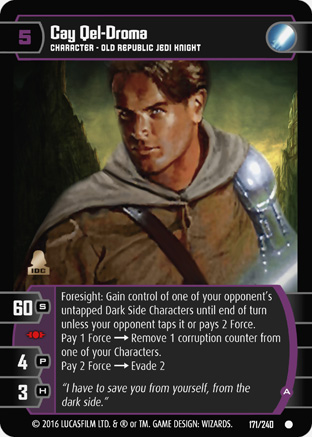 5 Cay Qel-Droma
CHARACTER - OLD REPUBLIC JEDI KNIGHT
IDC
60 S
4 P
3 H
Foresight: Gain control of one of your opponent's
untapped Dark Side Characters until end of turn
unless your opponent taps it or pays 2 Force.
Pay 1 Force → Remove 1 corruption counter from
one of your Characters.
Pay 2 Force → Evade 2
"I have to save you from yourself, from the
dark side."
A
© 2016 LUCASFILM LTD. & ® or TM. GAME DESIGN: WIZARDS. 171/240